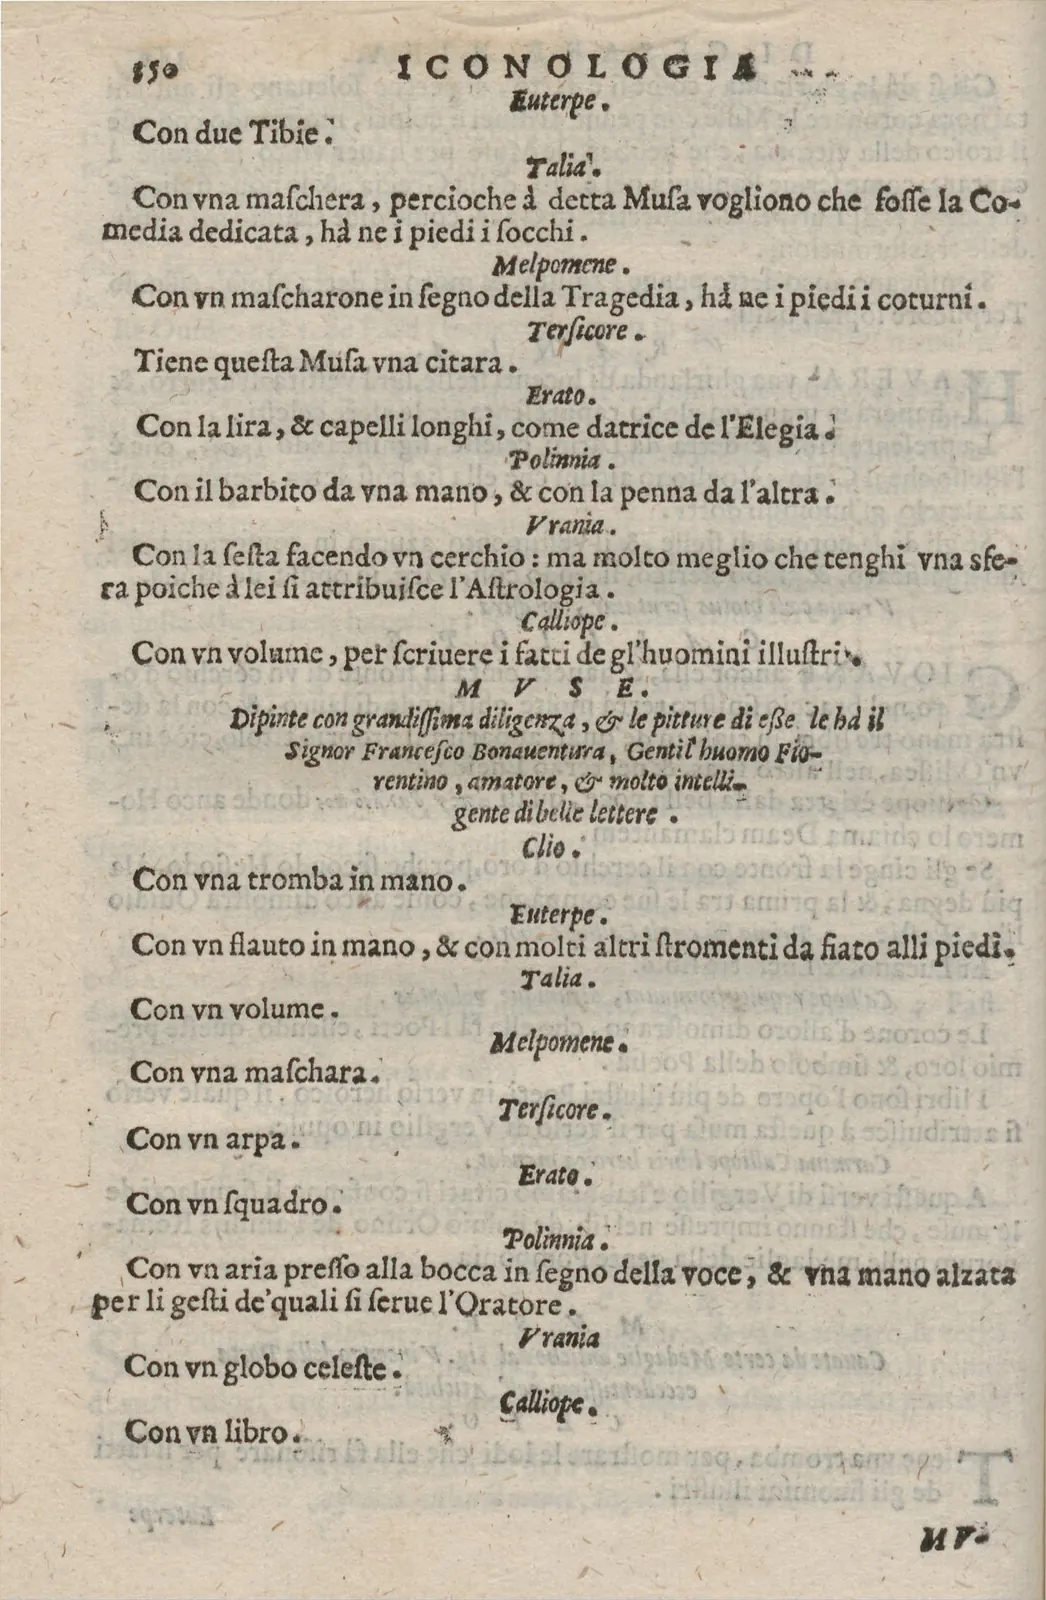 350 ICONOLOGIA
Euterpe.
Con due Tibie.
Talia.
Con vna maſchera, percioche à detta Muſa vogliono che foſſe la Co-
media dedicata, hà ne i piedi i ſocchi.
Melpomene.
Con vn maſcharone in ſegno della Tragedia, hà ne i piedi i coturni.
Terſicore.
Tiene queſta Muſa vna citara.
Erato.
Con la lira, & capelli longhi, come datrice de l'Elegia.
Polinnia.
Con il barbito da vna mano, & con la penna da l'altra.
Vrania.
Con la ſeſta facendo vn cerchio: ma molto meglio che tenghi vna sfe-
ra poiche à lei ſi attribuiſce l'Aſtrologia.
Calliope.
Con vn volume, per ſcriuere i fatti de gl'huomini illuſtri.
M V S E.
Dipinte con grandiſſima diligenza, & le pitture di eſſe le hà il
Signor Franceſco Bonauentura, Gentil'huomo Fio-
rentino, amatore, & molto intelli-
gente di belle lettere.
Clio.
Con vna tromba in mano.
Euterpe.
Con vn flauto in mano, & con molti altri ſtromenti da fiato alli piedi.
Talia.
Con vn volume.
Melpomene.
Con vna maſchara.
Terſicore.
Con vn arpa.
Erato.
Con vn ſquadro.
Polinnia.
Con vn aria preſſo alla bocca in ſegno della voce, & vna mano alzata
per li geſti de'quali ſi ſerue l'Oratore.
Vrania
Con vn globo celeſte.
Calliope.
Con vn libro.
MV-